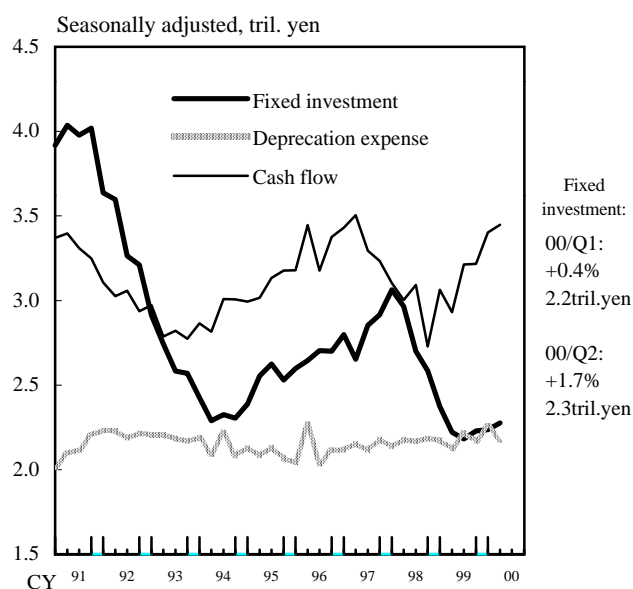 Seasonally adjusted, tril. yen
4.5
Fixed investment
4.0
Deprecation expense
Cash flow
Fixed
investment:
3.5
00/Q1:
+0.4%
3.0
2.2tril.yen
00/Q2:
+1.7%
2.5
2.3tril.yen
2.0
1.5
CY 91 92 93 94 95 96 97 98 99 00